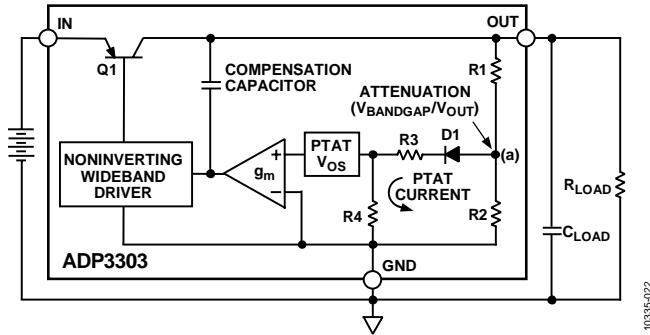 IN
OUT
Q1
COMPENSATION
CAPACITOR
R1
ATTENUATION
(VBANDGAP/VOUT)
NONINVERTING
WIDEBAND
DRIVER
gm
+
−
PTAT
VOS
R3
D1
(a)
PTAT
CURRENT
R4
R2
RLOAD
CLOAD
ADP3303
GND
10335-022